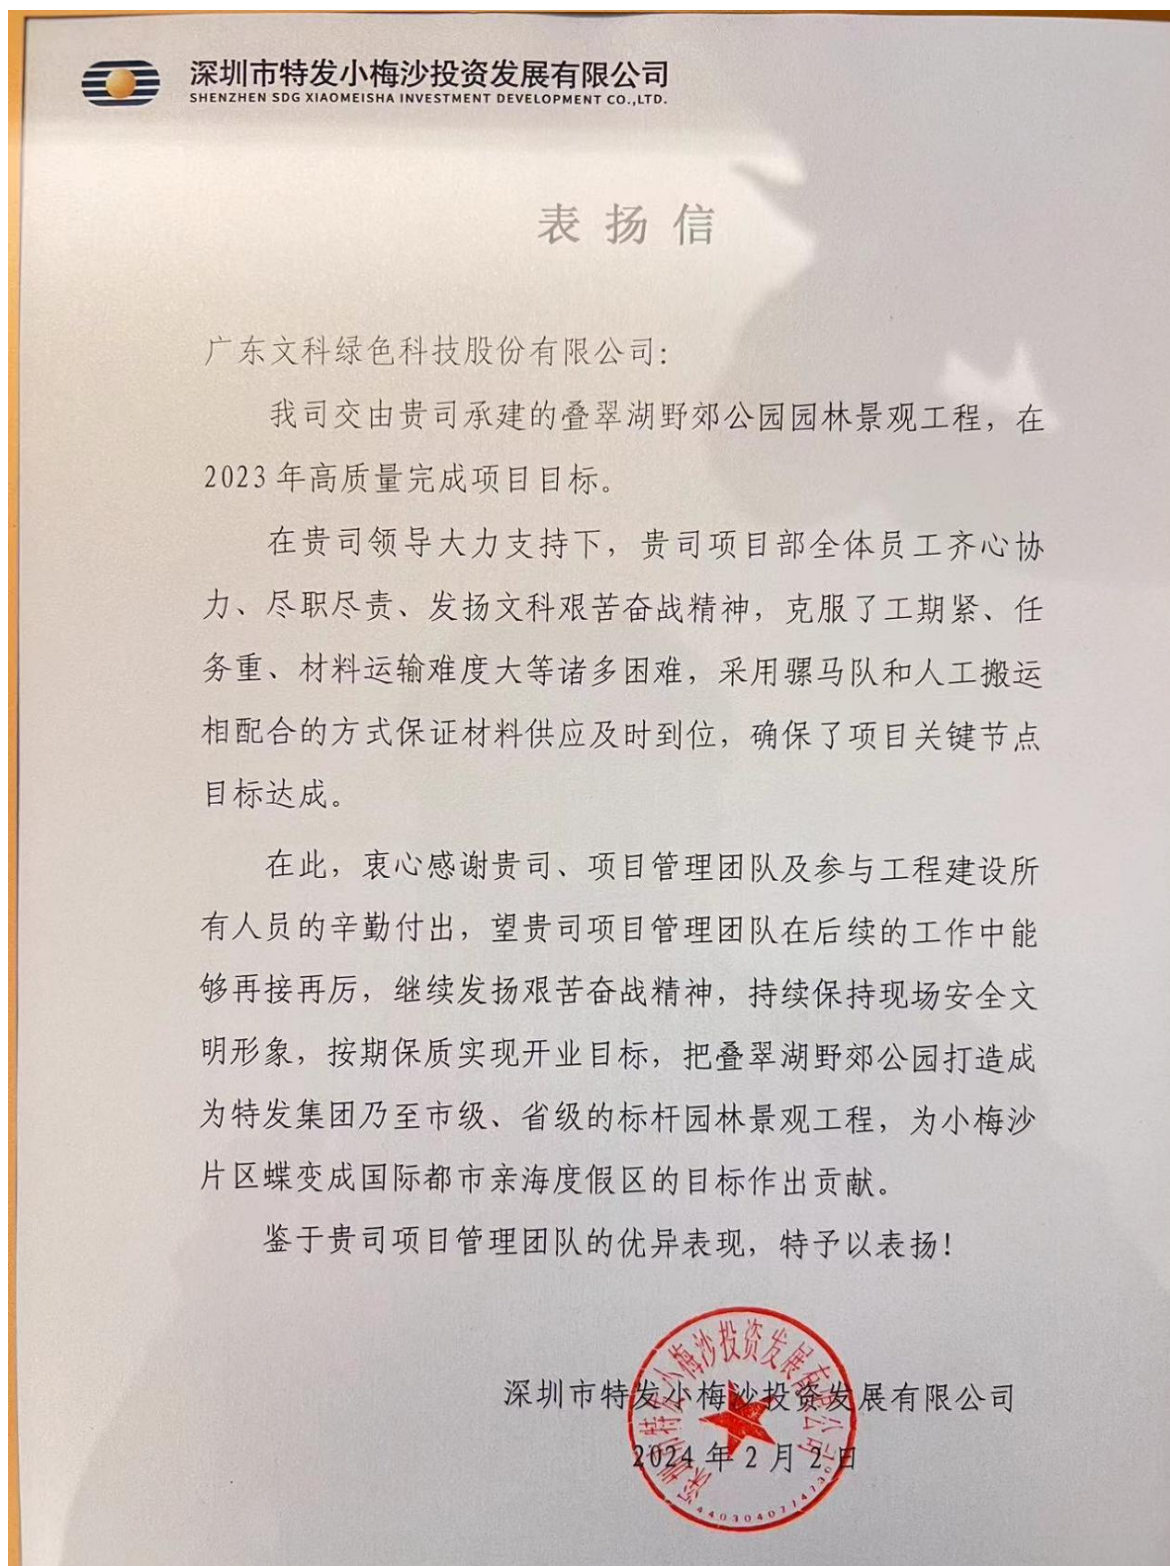 深圳市特发小梅沙投资发展有限公司
SHENZHEN SDG XIAOMEISHA INVESTMENT DEVELOPMENT CO.,LTD.
表扬信
广东文科绿色科技股份有限公司：
我司交由贵司承建的叠翠湖野郊公园园林景观工程，在
2023年高质量完成项目目标。
在贵司领导大力支持下，贵司项目部全体员工齐心协
力、尽职尽责、发扬文科艰苦奋战精神，克服了工期紧、任
务重、材料运输难度大等诸多困难，采用骡马队和人工搬运
相配合的方式保证材料供应及时到位，确保了项目关键节点
目标达成。
在此，衷心感谢贵司、项目管理团队及参与工程建设所
有人员的辛勤付出，望贵司项目管理团队在后续的工作中能
够再接再厉，继续发扬艰苦奋战精神，持续保持现场安全文
明形象，按期保质实现开业目标，把叠翠湖野郊公园打造成
为特发集团乃至市级、省级的标杆园林景观工程，为小梅沙
片区蝶变成国际都市亲海度假区的目标作出贡献。
鉴于贵司项目管理团队的优异表现，特予以表扬！
深圳市特发小梅沙投资发展有限公司
2024年2月2日
深圳市特发小梅沙投资发展有限公司